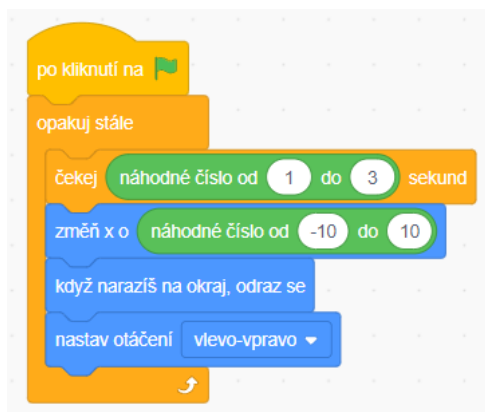 po kliknutí na
opakuj stále
čekej náhodné číslo od 1 do 3 sekund
změň x o náhodné číslo od -10 do 10
když narazíš na okraj, odraz se
nastav otáčení vlevo-vpravo